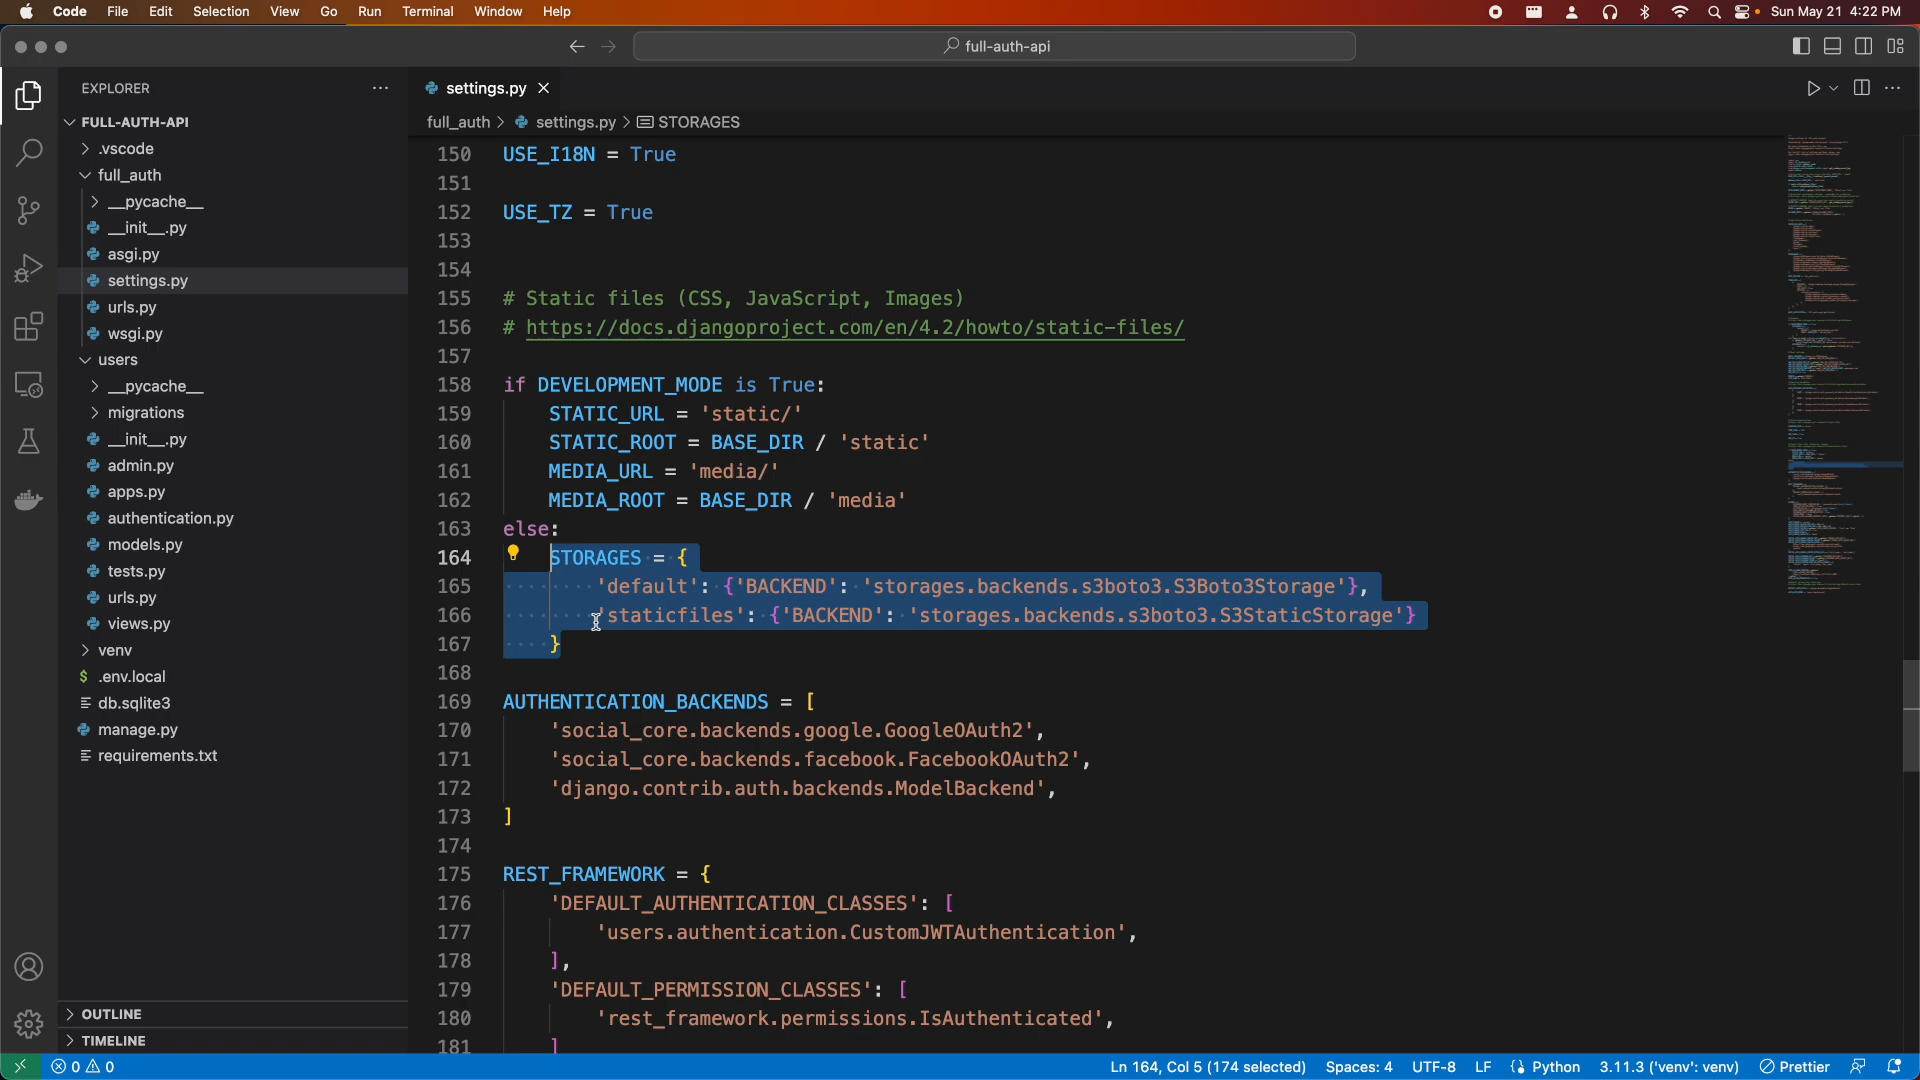 Code File Edit Selection View Go Run Terminal Window Help Sun May 21 4:22 PM
full-auth-api
EXPLORER
settings.py
FULL-AUTH-API
full_auth > settings.py > STORAGES
.vscode
full_auth
__pycache__
__init__.py
asgi.py
settings.py
urls.py
wsgi.py
users
__pycache__
migrations
__init__.py
admin.py
apps.py
authentication.py
models.py
tests.py
urls.py
views.py
venv
.env.local
db.sqlite3
manage.py
requirements.txt
OUTLINE
TIMELINE
150 USE_I18N = True
151
152 USE_TZ = True
153
154
155 # Static files (CSS, JavaScript, Images)
156 # https://docs.djangoproject.com/en/4.2/howto/static-files/
157
158 if DEVELOPMENT_MODE is True:
159 STATIC_URL = 'static/'
160 STATIC_ROOT = BASE_DIR / 'static'
161 MEDIA_URL = 'media/'
162 MEDIA_ROOT = BASE_DIR / 'media'
163 else:
164 STORAGES = {
165 'default': {'BACKEND': 'storages.backends.s3boto3.S3Boto3Storage'},
166 'staticfiles': {'BACKEND': 'storages.backends.s3boto3.S3StaticStorage'}
167 }
168
169 AUTHENTICATION_BACKENDS = [
170 'social_core.backends.google.GoogleOAuth2',
171 'social_core.backends.facebook.FacebookOAuth2',
172 'django.contrib.auth.backends.ModelBackend',
173 ]
174
175 REST_FRAMEWORK = {
176 'DEFAULT_AUTHENTICATION_CLASSES': [
177 'users.authentication.CustomJWTAuthentication',
178 ],
179 'DEFAULT_PERMISSION_CLASSES': [
180 'rest_framework.permissions.IsAuthenticated',
181 ]
0 0 Ln 164, Col 5 (174 selected) Spaces: 4 UTF-8 LF Python 3.11.3 ('venv': venv) Prettier